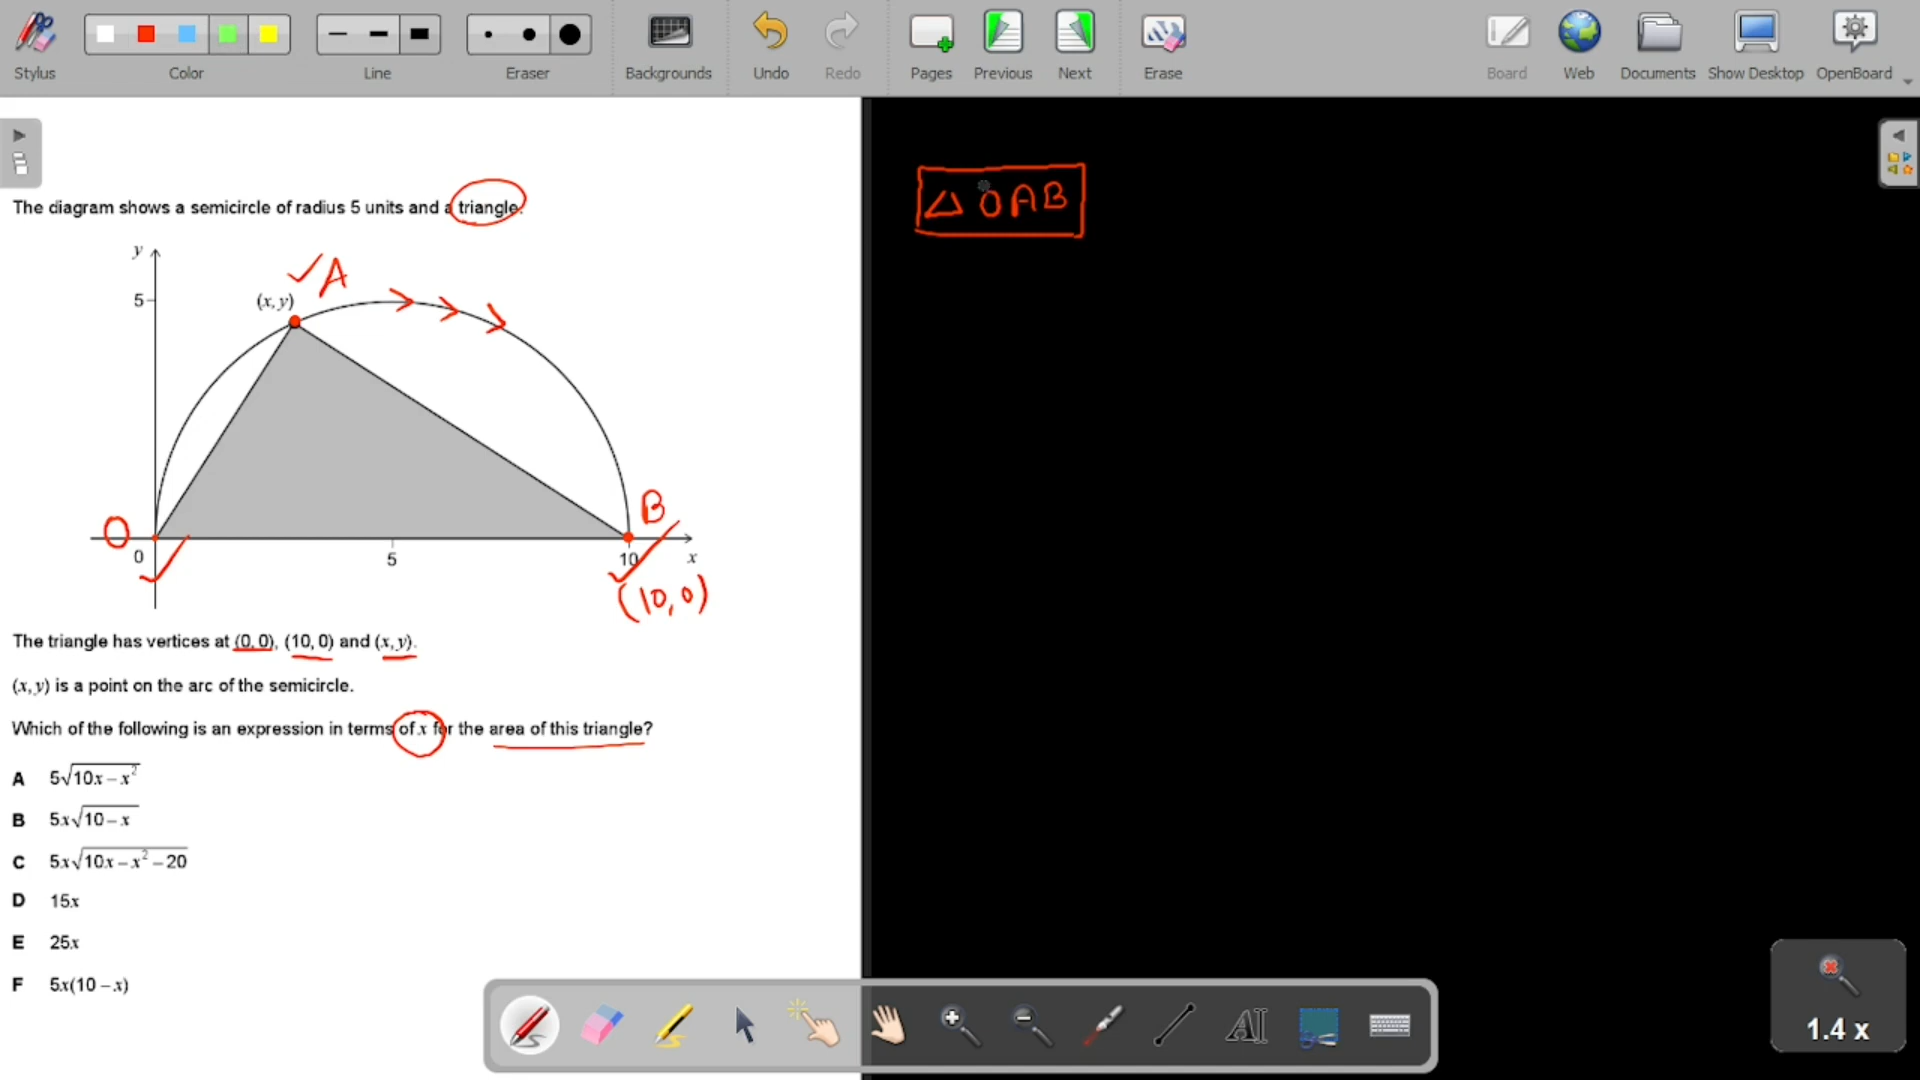 Stylus Color Line Eraser Backgrounds Undo Redo Pages Previous Next Erase Board Web Documents Show Desktop OpenBoard
The diagram shows a semicircle of radius 5 units and a triangle.
△ OAB
y
A
5
(x, y)
B
O
0
5
10
x
(10, 0)
The triangle has vertices at (0, 0), (10, 0) and (x, y).
(x, y) is a point on the arc of the semicircle.
Which of the following is an expression in terms of x for the area of this triangle?
A 5√10x – x²
B 5x√10 – x
C 5x√10x – x² – 20
D 15x
E 25x
F 5x(10 – x)
AI
1.4 x